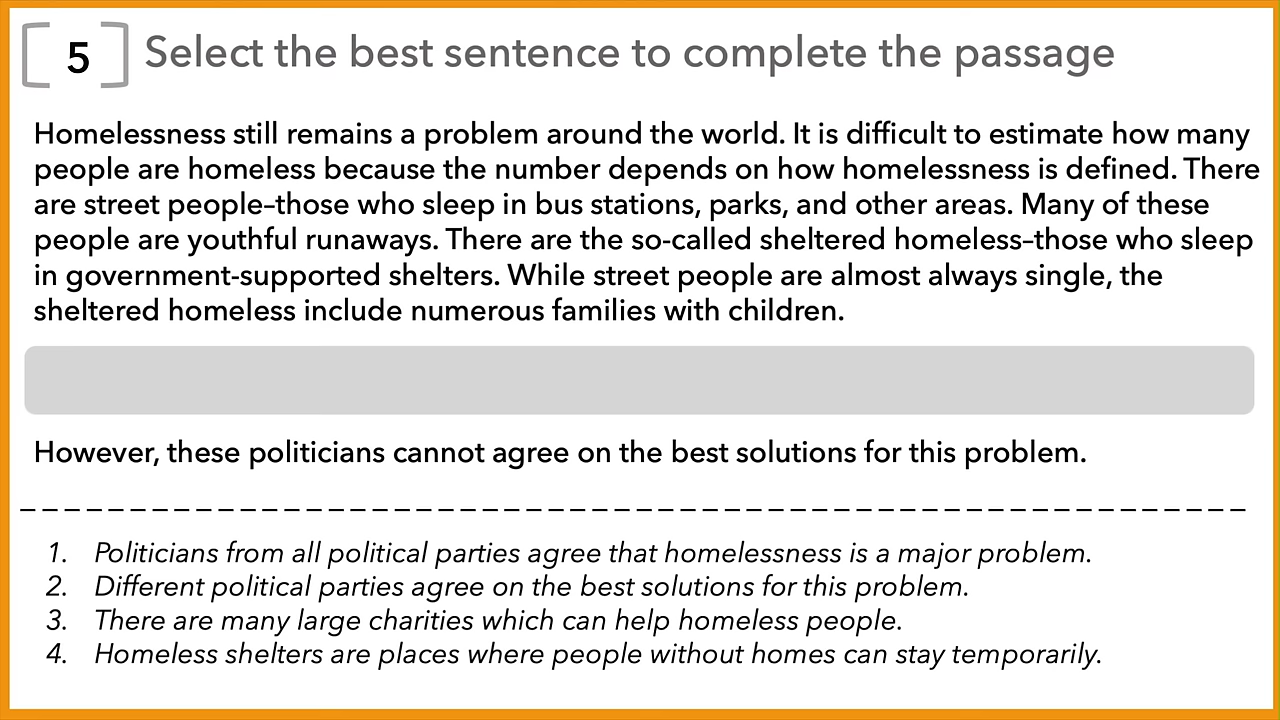 5 Select the best sentence to complete the passage
Homelessness still remains a problem around the world. It is difficult to estimate how many
people are homeless because the number depends on how homelessness is defined. There
are street people–those who sleep in bus stations, parks, and other areas. Many of these
people are youthful runaways. There are the so-called sheltered homeless–those who sleep
in government-supported shelters. While street people are almost always single, the
sheltered homeless include numerous families with children.
However, these politicians cannot agree on the best solutions for this problem.
1. Politicians from all political parties agree that homelessness is a major problem.
2. Different political parties agree on the best solutions for this problem.
3. There are many large charities which can help homeless people.
4. Homeless shelters are places where people without homes can stay temporarily.